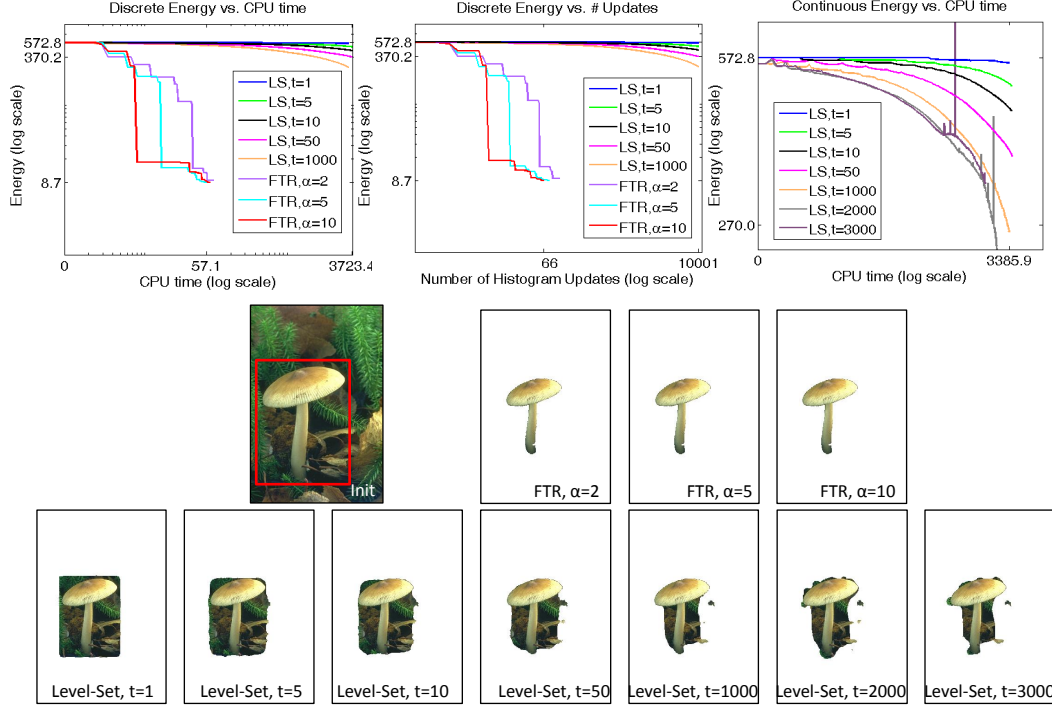 Discrete Energy vs. CPU time
Energy (log scale)
572.8
370.2
8.7
LS,t=1
LS,t=5
LS,t=10
LS,t=50
LS,t=1000
FTR,α=2
FTR,α=5
FTR,α=10
0
57.1
3723.4
CPU time (log scale)
Discrete Energy vs. # Updates
Energy (log scale)
572.8
370.2
8.7
LS,t=1
LS,t=5
LS,t=10
LS,t=50
LS,t=1000
FTR,α=2
FTR,α=5
FTR,α=10
66
10001
Number of Histogram Updates (log scale)
Continuous Energy vs. CPU time
Energy (log scale)
572.8
270.0
LS,t=1
LS,t=5
LS,t=10
LS,t=50
LS,t=1000
LS,t=2000
LS,t=3000
0
3385.9
CPU time (log scale)
Init
FTR, α=2
FTR, α=5
FTR, α=10
Level-Set, t=1
Level-Set, t=5
Level-Set, t=10
Level-Set, t=50
Level-Set, t=1000
Level-Set, t=2000
Level-Set, t=3000